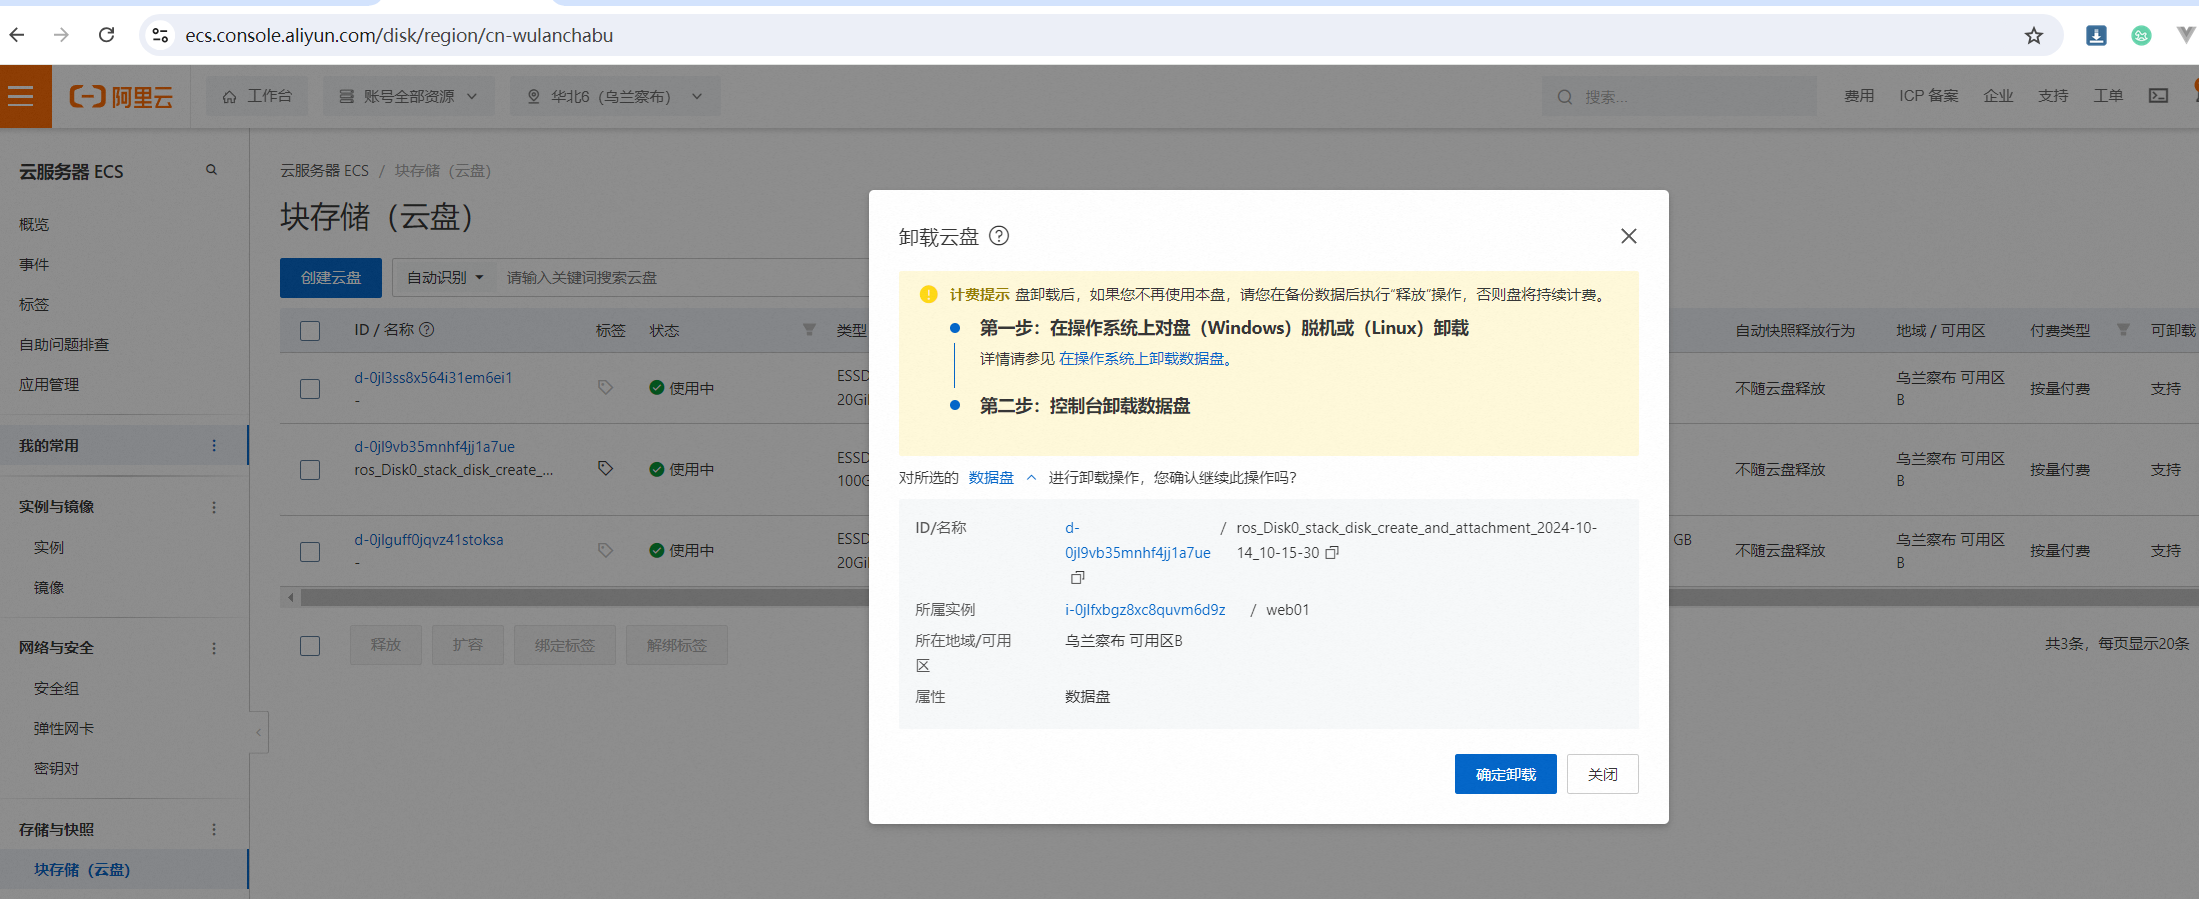 ecs.console.aliyun.com/disk/region/cn-wulanchabu
阿里云
工作台
账号全部资源
华北6（乌兰察布）
搜索...
费用
ICP 备案
企业
支持
工单
云服务器 ECS
概览
事件
标签
自助问题排查
应用管理
我的常用
实例与镜像
实例
镜像
网络与安全
安全组
弹性网卡
密钥对
存储与快照
块存储（云盘）
云服务器 ECS / 块存储（云盘）
块存储（云盘）
创建云盘
自动识别
请输入关键词搜索云盘
ID / 名称
标签
状态
类型
自动快照释放行为
地域 / 可用区
付费类型
可卸载
d-0jl3ss8x564i31em6ei1
-
使用中
ESSD
20Gi
不随云盘释放
乌兰察布 可用区
B
按量付费
支持
d-0jl9vb35mnhf4jj1a7ue
ros_Disk0_stack_disk_create_...
使用中
ESSD
100G
不随云盘释放
乌兰察布 可用区
B
按量付费
支持
d-0jlguff0jqvz41stoksa
-
使用中
ESSD
20Gi
GB
不随云盘释放
乌兰察布 可用区
B
按量付费
支持
释放
扩容
绑定标签
解绑标签
共3条，每页显示20条
卸载云盘
计费提示 盘卸载后，如果您不再使用本盘，请您在备份数据后执行“释放”操作，否则盘将持续计费。
第一步：在操作系统上对盘（Windows）脱机或（Linux）卸载
详情请参见 在操作系统上卸载数据盘。
第二步：控制台卸载数据盘
对所选的 数据盘 进行卸载操作，您确认继续此操作吗？
ID/名称
d-
0jl9vb35mnhf4jj1a7ue
/ ros_Disk0_stack_disk_create_and_attachment_2024-10-
14_10-15-30
所属实例
i-0jlfxbgz8xc8quvm6d9z / web01
所在地域/可用
区
乌兰察布 可用区B
属性
数据盘
确定卸载
关闭